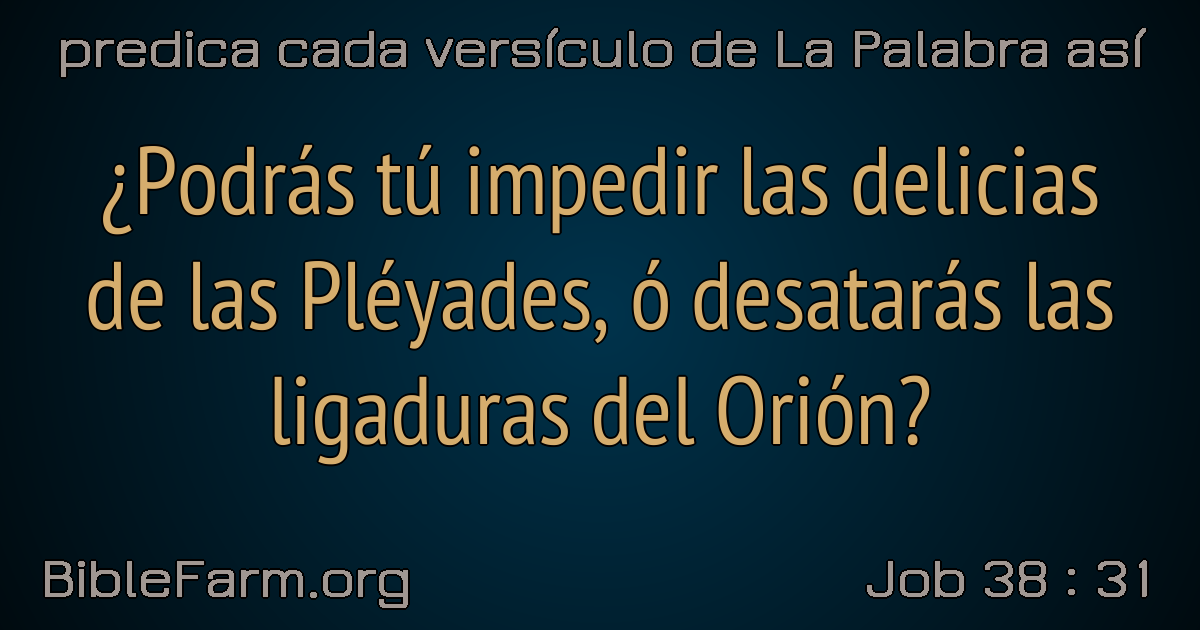 predica cada versículo de La Palabra así
¿Podrás tú impedir las delicias
de las Pléyades, ó desatarás las
ligaduras del Orión?
BibleFarm.org
Job 38 : 31